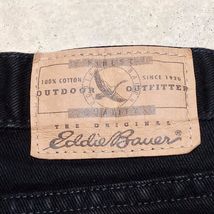 100% COTTON
SINCE 1920
OUTDOOR OUTFITTER
THE ORIGINAL
Eddie Bauer®